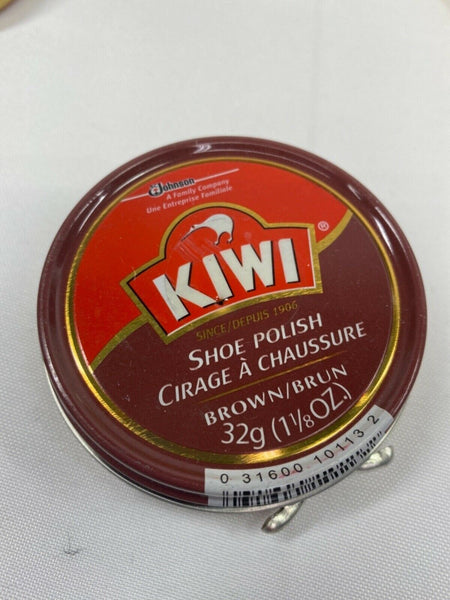 Johnson
A Family Company
Une Entreprise Familiale
KIWI
®
SINCE/DEPUIS 1906
SHOE POLISH
CIRAGE À CHAUSSURE
BROWN/BRUN
32g (1⅛OZ.)
0 31600 10113 2